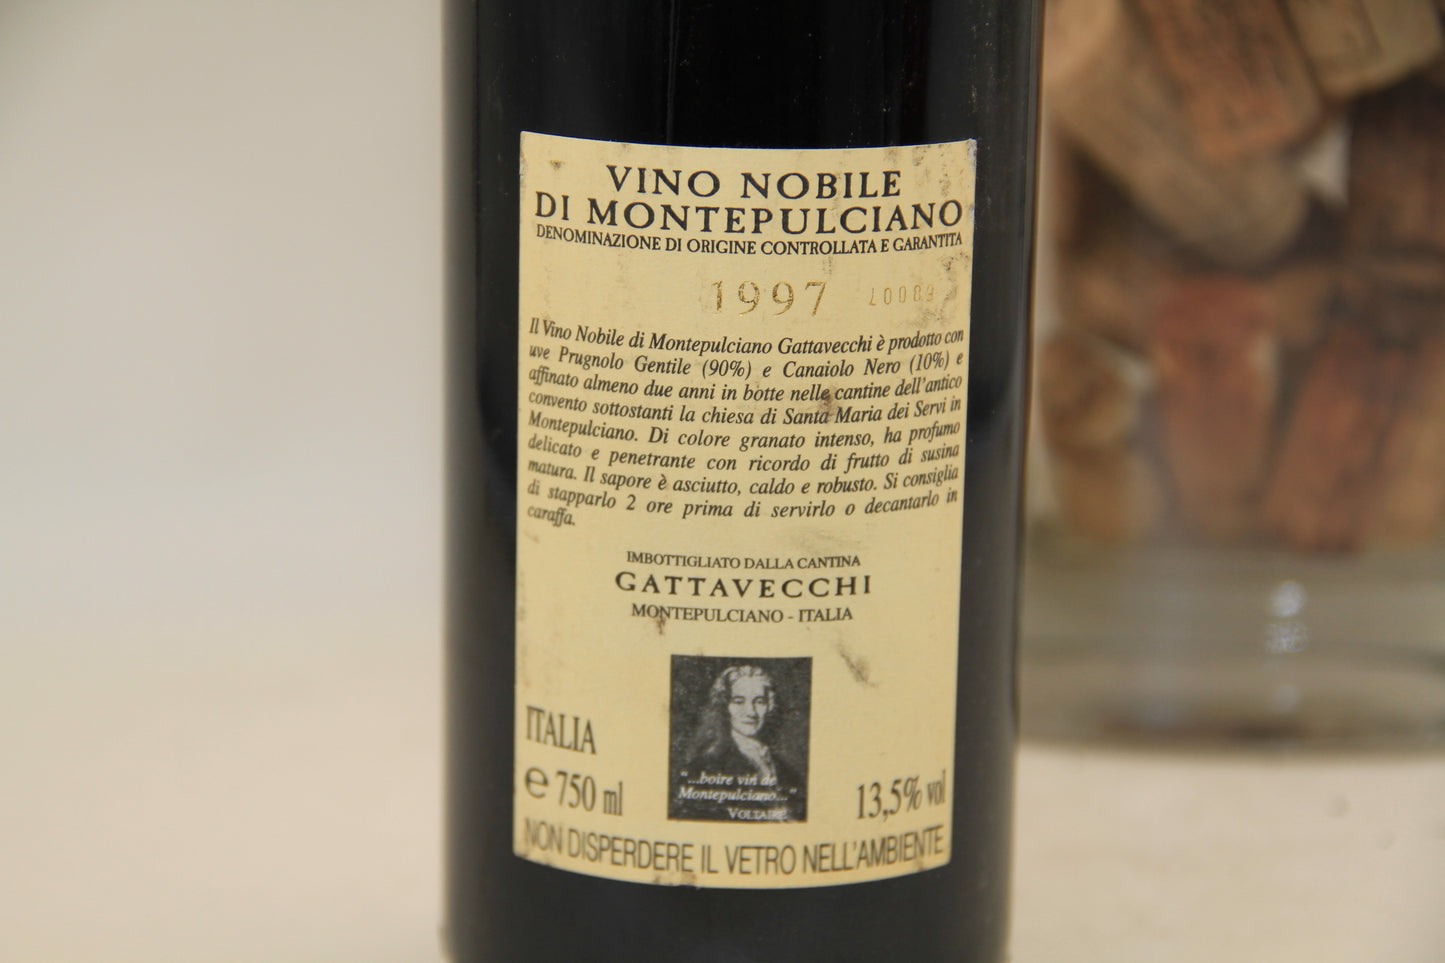 VINO NOBILE
DI MONTEPULCIANO
DENOMINAZIONE DI ORIGINE CONTROLLATA E GARANTITA
1997 L0089
Il Vino Nobile di Montepulciano Gattavecchi è prodotto con
uve Prugnolo Gentile (90%) e Canaiolo Nero (10%) e
affinato almeno due anni in botte nelle cantine dell'antico
convento sottostanti la chiesa di Santa Maria dei Servi in
Montepulciano. Di colore granato intenso, ha profumo
delicato e penetrante con ricordo di frutto di susina
matura. Il sapore è asciutto, caldo e robusto. Si consiglia
di stapparlo 2 ore prima di servirlo o decantarlo in
caraffa.
IMBOTTIGLIATO DALLA CANTINA
GATTAVECCHI
MONTEPULCIANO - ITALIA
"...boire vin de
Montepulciano..."
VOLTAIRE
ITALIA
e 750 ml
13,5% vol
NON DISPERDERE IL VETRO NELL'AMBIENTE